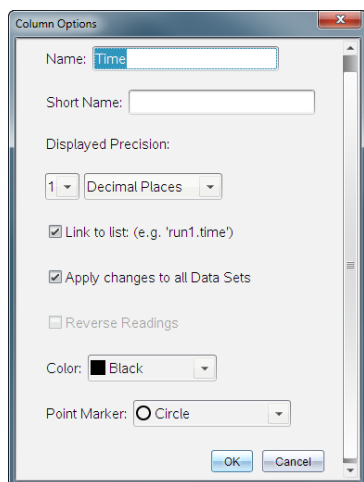 Column Options
Name: Time
Short Name:
Displayed Precision:
1 Decimal Places
Link to list: (e.g. 'run1.time')
Apply changes to all Data Sets
Reverse Readings
Color: Black
Point Marker: Circle
OK Cancel